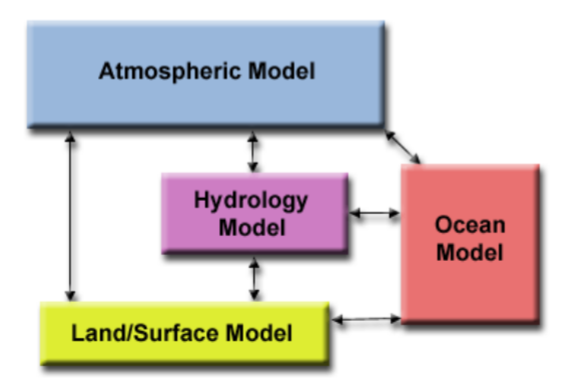 Atmospheric Model
Hydrology
Model
Ocean
Model
Land/Surface Model